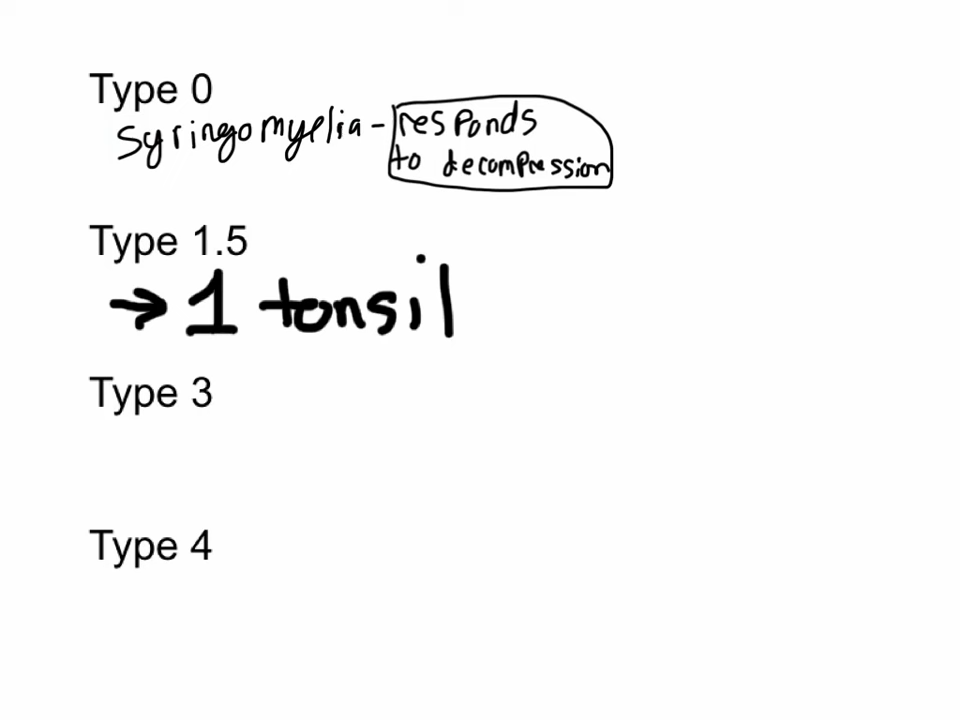 Type 0
Syringomyelia - responds
to decompression
Type 1.5
→ 1 tonsil
Type 3
Type 4